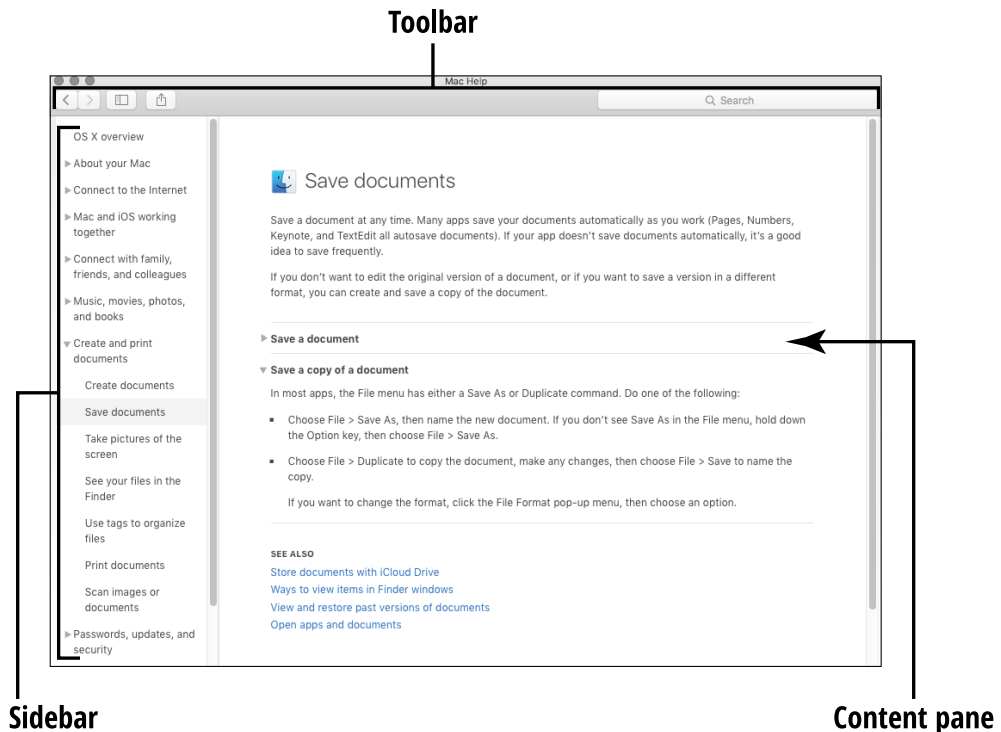 Toolbar
Mac Help
Search
OS X overview
About your Mac
Connect to the Internet
Mac and iOS working
together
Connect with family,
friends, and colleagues
Music, movies, photos,
and books
Create and print
documents
Create documents
Save documents
Take pictures of the
screen
See your files in the
Finder
Use tags to organize
files
Print documents
Scan images or
documents
Passwords, updates, and
security
Save documents
Save a document at any time. Many apps save your documents automatically as you work (Pages, Numbers,
Keynote, and TextEdit all autosave documents). If your app doesn’t save documents automatically, it’s a good
idea to save frequently.
If you don’t want to edit the original version of a document, or if you want to save a version in a different
format, you can create and save a copy of the document.
Save a document
Save a copy of a document
In most apps, the File menu has either a Save As or Duplicate command. Do one of the following:
Choose File > Save As, then name the new document. If you don’t see Save As in the File menu, hold down
the Option key, then choose File > Save As.
Choose File > Duplicate to copy the document, make any changes, then choose File > Save to name the
copy.
If you want to change the format, click the File Format pop-up menu, then choose an option.
SEE ALSO
Store documents with iCloud Drive
Ways to view items in Finder windows
View and restore past versions of documents
Open apps and documents
Sidebar
Content pane